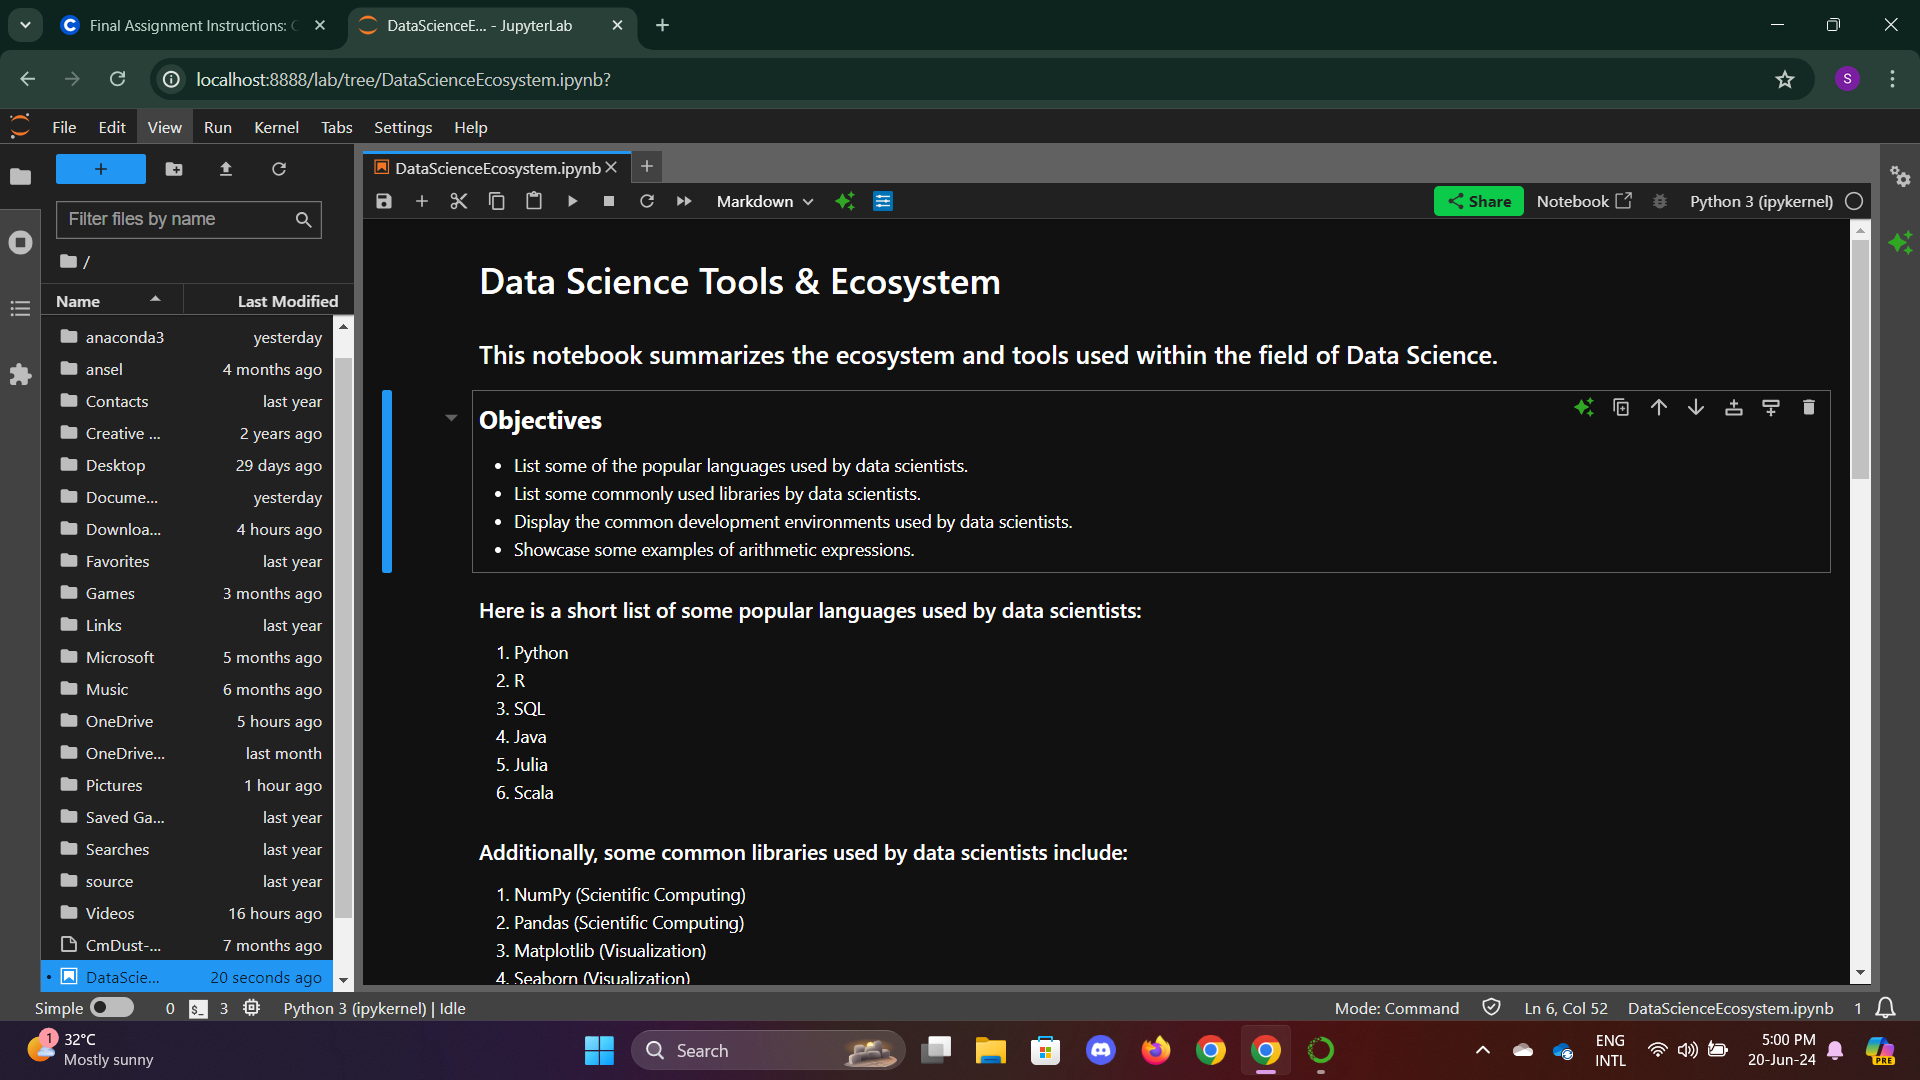 Final Assignment Instructions: C
DataScienceE... - JupyterLab
localhost:8888/lab/tree/DataScienceEcosystem.ipynb?
S
File Edit View Run Kernel Tabs Settings Help
DataScienceEcosystem.ipynb
Filter files by name
Markdown
Share
Notebook
Python 3 (ipykernel)
/
Name Last Modified
anaconda3 yesterday
ansel 4 months ago
Contacts last year
Creative ... 2 years ago
Desktop 29 days ago
Docume... yesterday
Downloa... 4 hours ago
Favorites last year
Games 3 months ago
Links last year
Microsoft 5 months ago
Music 6 months ago
OneDrive 5 hours ago
OneDrive... last month
Pictures 1 hour ago
Saved Ga... last year
Searches last year
source last year
Videos 16 hours ago
CmDust-... 7 months ago
DataScie... 20 seconds ago
Data Science Tools & Ecosystem
This notebook summarizes the ecosystem and tools used within the field of Data Science.
Objectives
• List some of the popular languages used by data scientists.
• List some commonly used libraries by data scientists.
• Display the common development environments used by data scientists.
• Showcase some examples of arithmetic expressions.
Here is a short list of some popular languages used by data scientists:
1. Python
2. R
3. SQL
4. Java
5. Julia
6. Scala
Additionally, some common libraries used by data scientists include:
1. NumPy (Scientific Computing)
2. Pandas (Scientific Computing)
3. Matplotlib (Visualization)
4. Seaborn (Visualization)
Simple 0 $_ 3 Python 3 (ipykernel) | Idle
Mode: Command Ln 6, Col 52 DataScienceEcosystem.ipynb 1
1
32°C
Mostly sunny
Search
ENG
INTL
5:00 PM
20-Jun-24
PRE